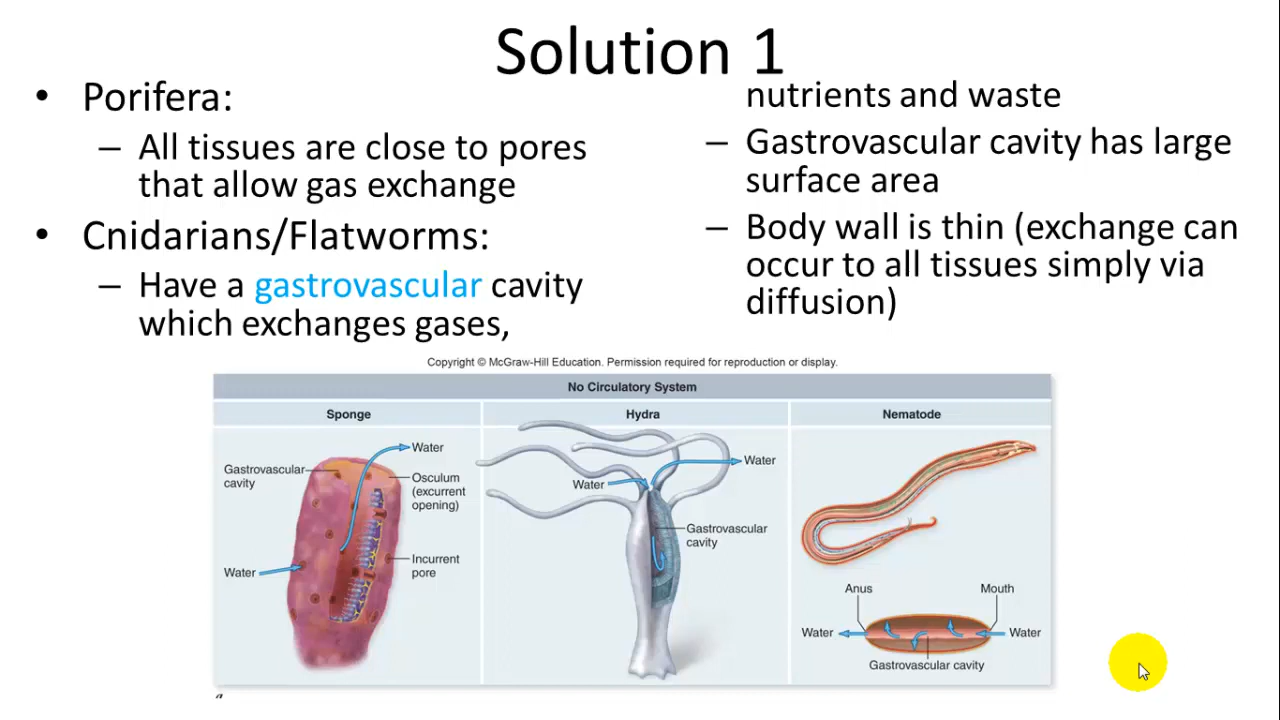 Solution 1
• Porifera:
– All tissues are close to pores
that allow gas exchange
• Cnidarians/Flatworms:
– Have a gastrovascular cavity
which exchanges gases,
nutrients and waste
– Gastrovascular cavity has large
surface area
– Body wall is thin (exchange can
occur to all tissues simply via
diffusion)
Copyright © McGraw-Hill Education. Permission required for reproduction or display.
No Circulatory System
Sponge
Water
Gastrovascular
cavity
Osculum
(excurrent
opening)
Incurrent
pore
Water
Hydra
Water
Water
Gastrovascular
cavity
Nematode
Anus
Mouth
Water
Water
Gastrovascular cavity